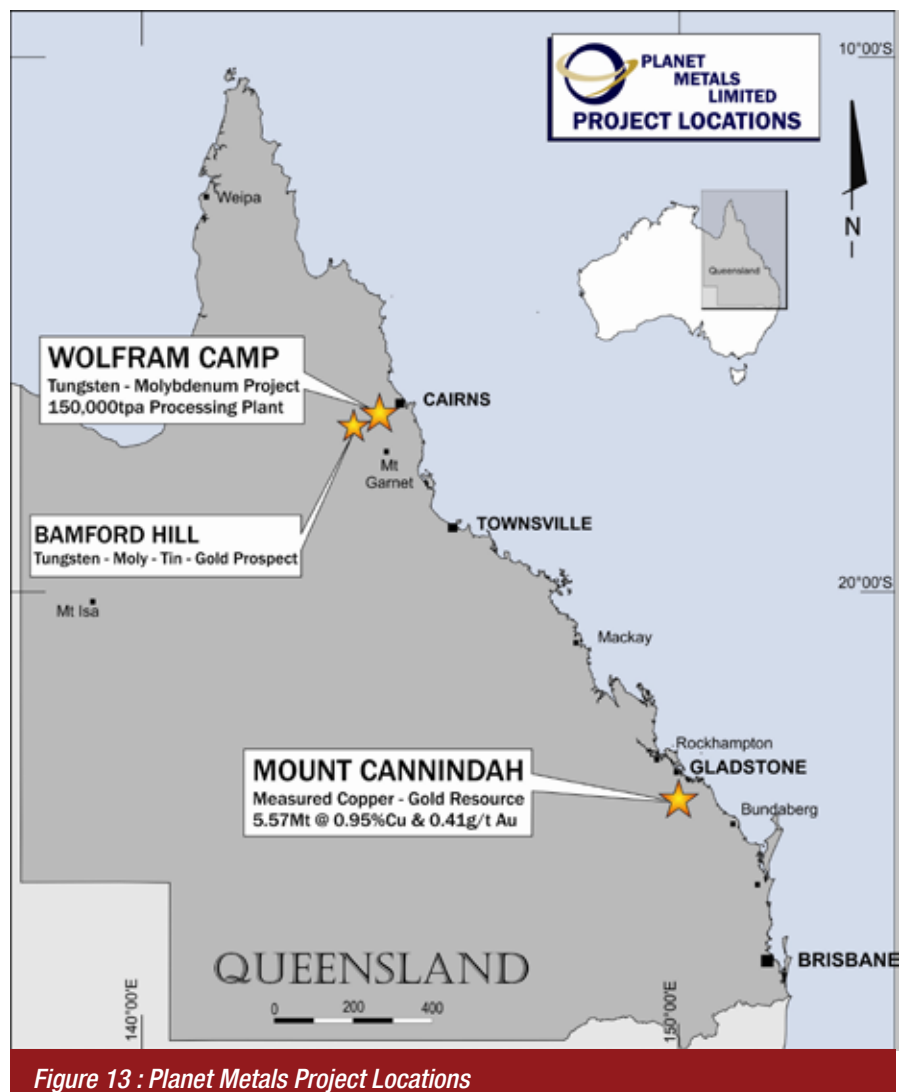 10°00'S
PLANET
METALS
LIMITED
PROJECT LOCATIONS
N
Weipa
Queensland
WOLFRAM CAMP
Tungsten - Molybdenum Project
150,000tpa Processing Plant
CAIRNS
Mt
Garnet
BAMFORD HILL
Tungsten - Moly - Tin - Gold Prospect
TOWNSVILLE
20°00'S
Mt Isa
Mackay
MOUNT CANNINDAH
Measured Copper - Gold Resource
5.57Mt @ 0.95%Cu & 0.41g/t Au
Rockhampton
GLADSTONE
Bundaberg
BRISBANE
QUEENSLAND
0 200 400
140°00'E
150°00'E
Figure 13 : Planet Metals Project Locations